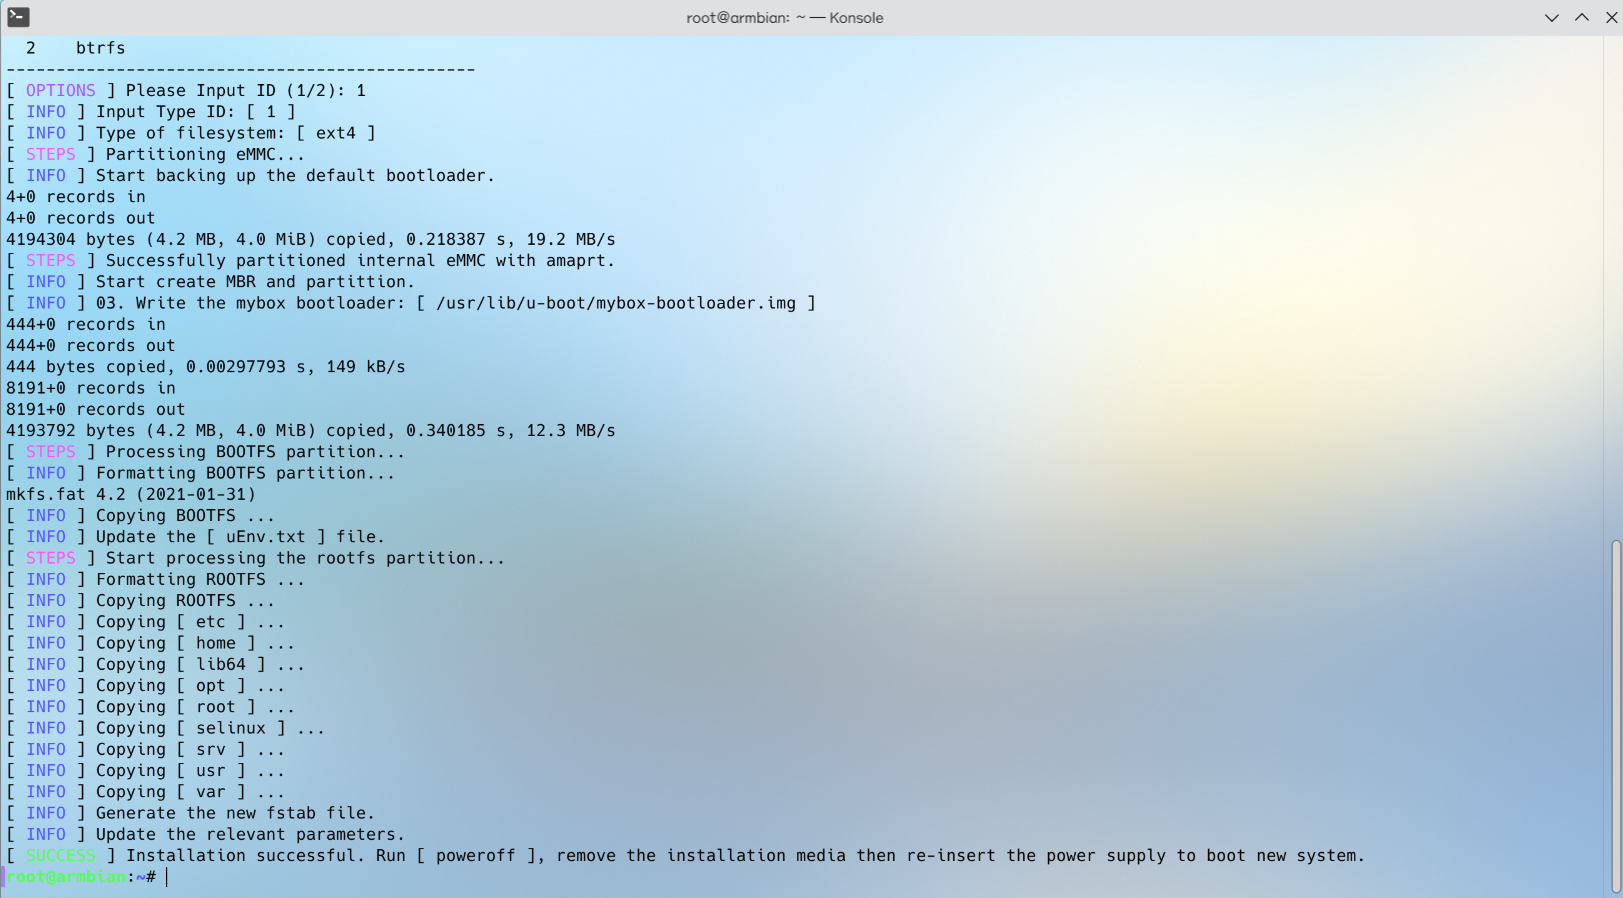 root@armbian: ~ — Konsole
2    btrfs
-----------------------------------------------
[ OPTIONS ] Please Input ID (1/2): 1
[ INFO ] Input Type ID: [ 1 ]
[ INFO ] Type of filesystem: [ ext4 ]
[ STEPS ] Partitioning eMMC...
[ INFO ] Start backing up the default bootloader.
4+0 records in
4+0 records out
4194304 bytes (4.2 MB, 4.0 MiB) copied, 0.218387 s, 19.2 MB/s
[ STEPS ] Successfully partitioned internal eMMC with amaprt.
[ INFO ] Start create MBR and partittion.
[ INFO ] 03. Write the mybox bootloader: [ /usr/lib/u-boot/mybox-bootloader.img ]
444+0 records in
444+0 records out
444 bytes copied, 0.00297793 s, 149 kB/s
8191+0 records in
8191+0 records out
4193792 bytes (4.2 MB, 4.0 MiB) copied, 0.340185 s, 12.3 MB/s
[ STEPS ] Processing BOOTFS partition...
[ INFO ] Formatting BOOTFS partition...
mkfs.fat 4.2 (2021-01-31)
[ INFO ] Copying BOOTFS ...
[ INFO ] Update the [ uEnv.txt ] file.
[ STEPS ] Start processing the rootfs partition...
[ INFO ] Formatting ROOTFS ...
[ INFO ] Copying ROOTFS ...
[ INFO ] Copying [ etc ] ...
[ INFO ] Copying [ home ] ...
[ INFO ] Copying [ lib64 ] ...
[ INFO ] Copying [ opt ] ...
[ INFO ] Copying [ root ] ...
[ INFO ] Copying [ selinux ] ...
[ INFO ] Copying [ srv ] ...
[ INFO ] Copying [ usr ] ...
[ INFO ] Copying [ var ] ...
[ INFO ] Generate the new fstab file.
[ INFO ] Update the relevant parameters.
[ SUCCESS ] Installation successful. Run [ poweroff ], remove the installation media then re-insert the power supply to boot new system.
root@armbian:~#